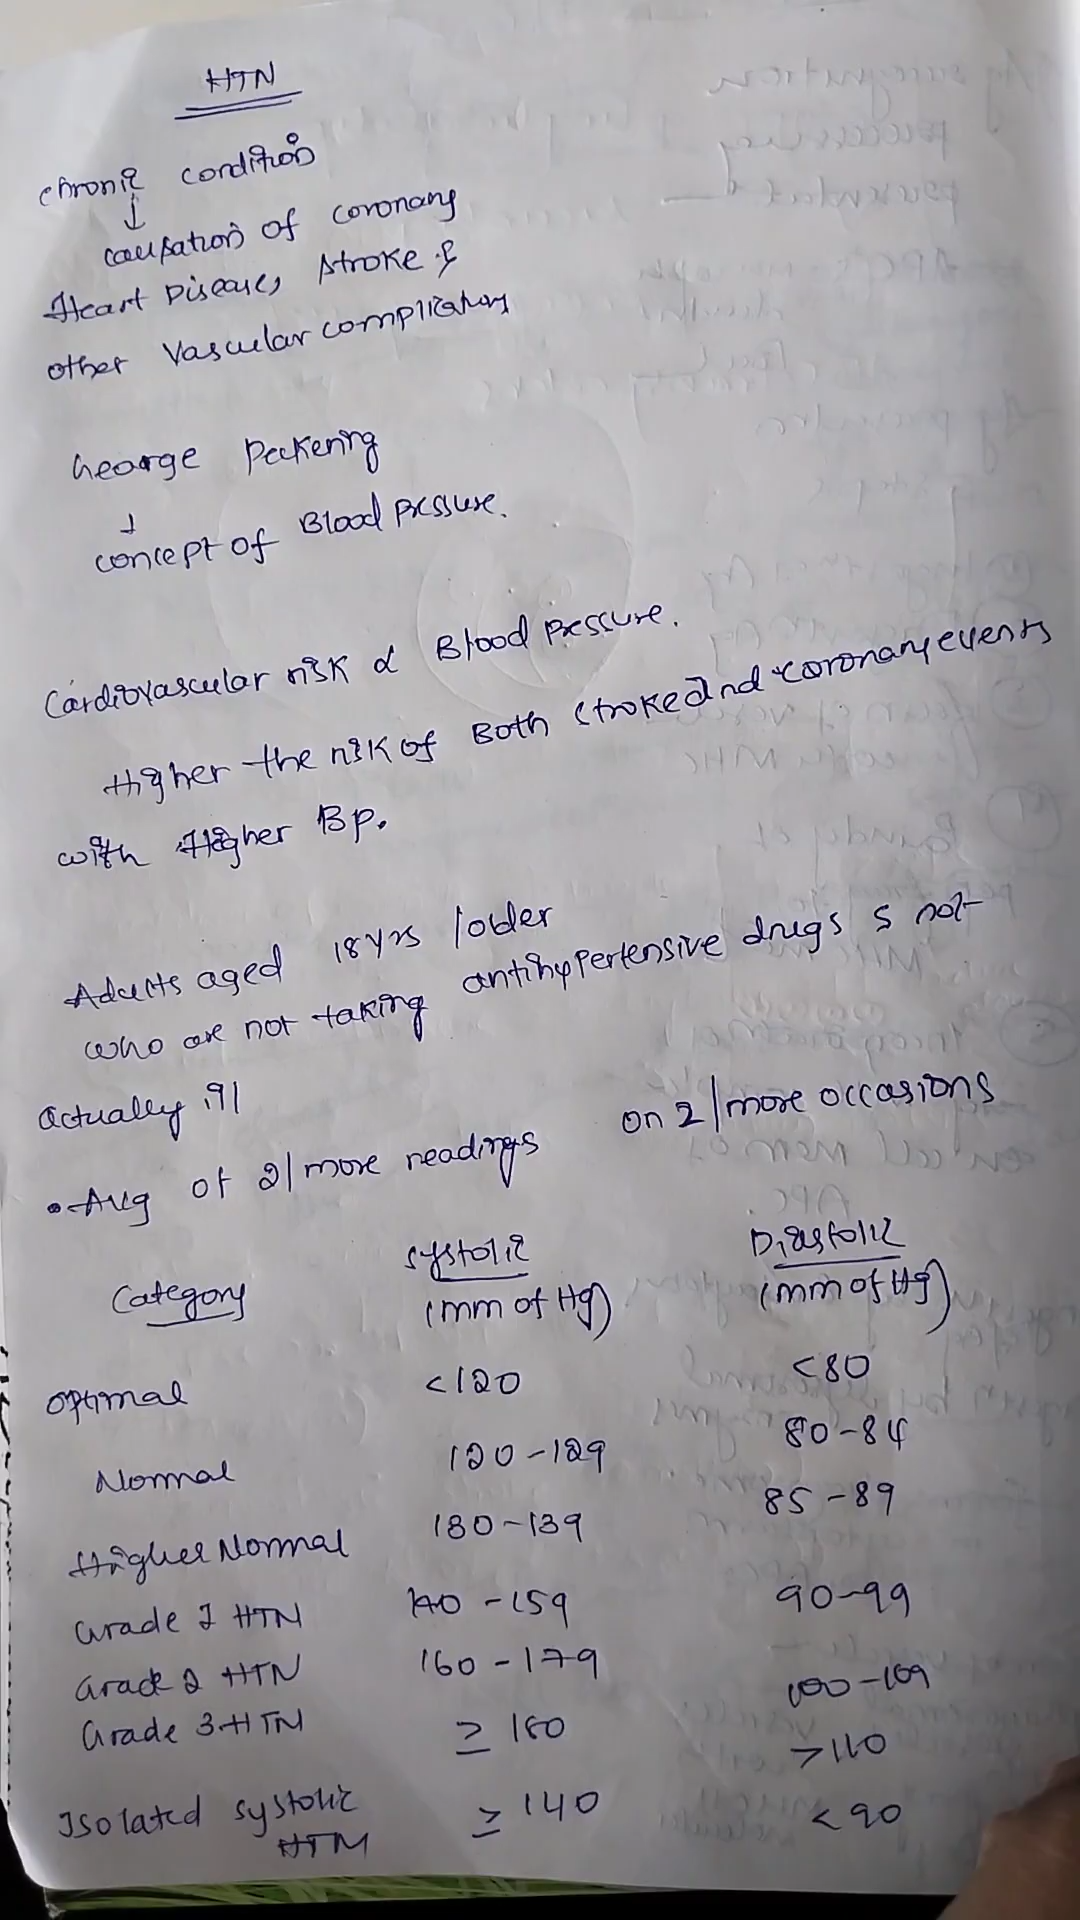 HTN
chronic condition
↓
causation of coronary
Heart Diseases, stroke &
other vascular complications
George Peckering
↓
concept of Blood pressure.
Cardiovascular risk α Blood pressure.
Higher the risk of Both stroke and coronary events
with Higher Bp.
Adults aged 18yrs / older
who are not taking antihypertensive drugs & not
actually ill
• Avg of 2/more readings on 2/more occasions
Category Systolic Diastolic
(mm of Hg) (mm of Hg)
Optimal <120 <80
Normal 120-129 80-84
Higher Normal 130-139 85-89
Grade 1 HTN 140-159 90-99
Grade 2 HTN 160-179 100-109
Grade 3 HTN ≥ 180 >110
Isolated systolic ≥ 140 <90
HTN